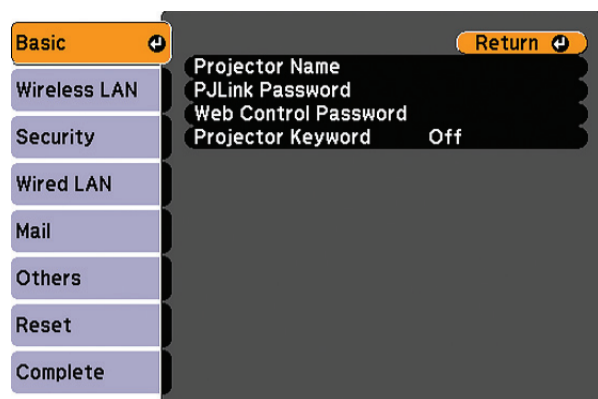 Basic
Wireless LAN
Security
Wired LAN
Mail
Others
Reset
Complete
Return
Projector Name
PJLink Password
Web Control Password
Projector Keyword Off